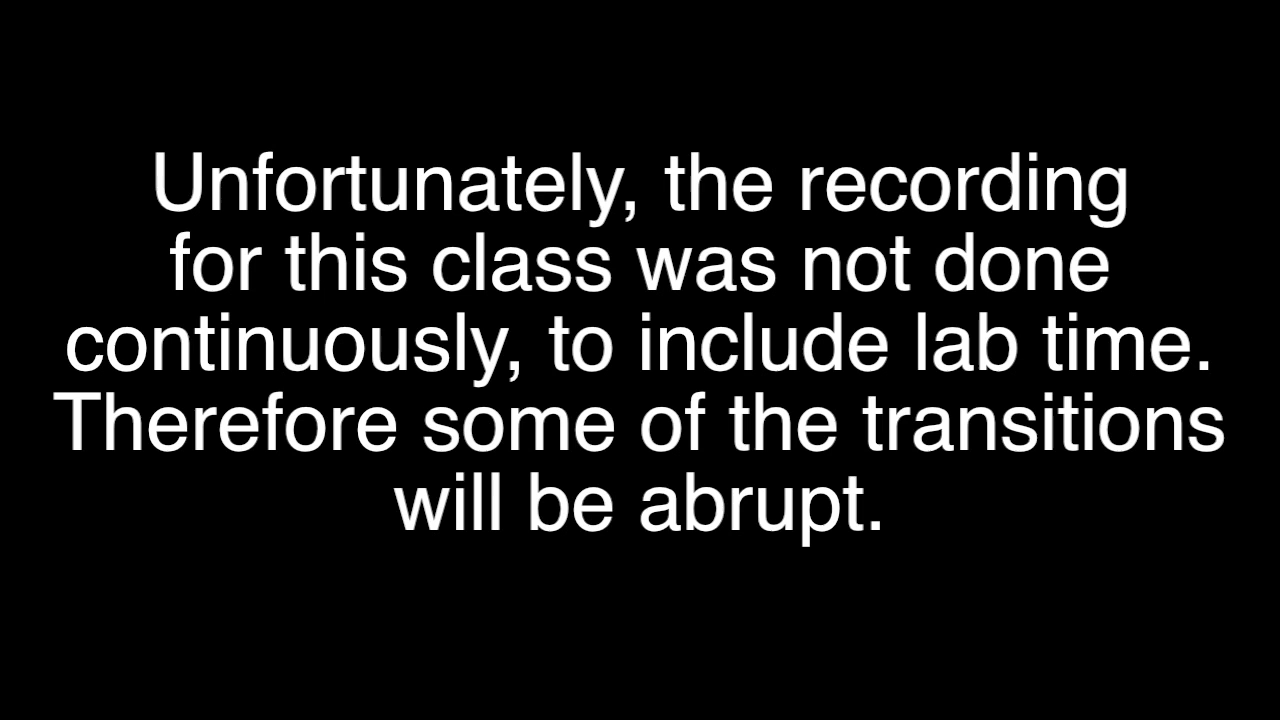 Unfortunately, the recording
for this class was not done
continuously, to include lab time.
Therefore some of the transitions
will be abrupt.